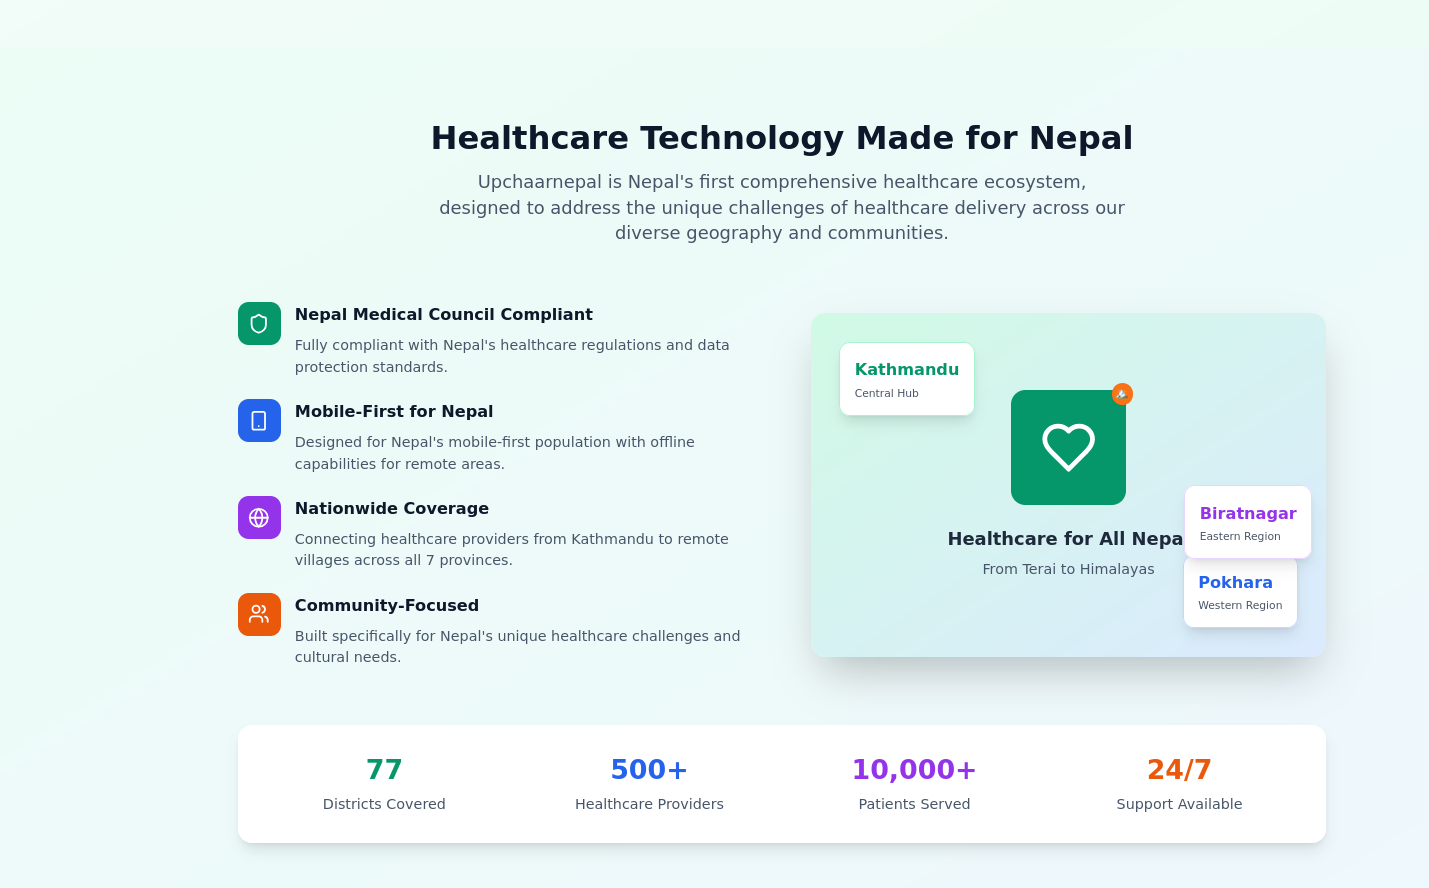 Healthcare Technology Made for Nepal
Upchaarnepal is Nepal's first comprehensive healthcare ecosystem,
designed to address the unique challenges of healthcare delivery across our
diverse geography and communities.
Nepal Medical Council Compliant
Fully compliant with Nepal's healthcare regulations and data
protection standards.
Mobile-First for Nepal
Designed for Nepal's mobile-first population with offline
capabilities for remote areas.
Nationwide Coverage
Connecting healthcare providers from Kathmandu to remote
villages across all 7 provinces.
Community-Focused
Built specifically for Nepal's unique healthcare challenges and
cultural needs.
Kathmandu
Central Hub
Healthcare for All Nepa
From Terai to Himalayas
Biratnagar
Eastern Region
Pokhara
Western Region
77
Districts Covered
500+
Healthcare Providers
10,000+
Patients Served
24/7
Support Available